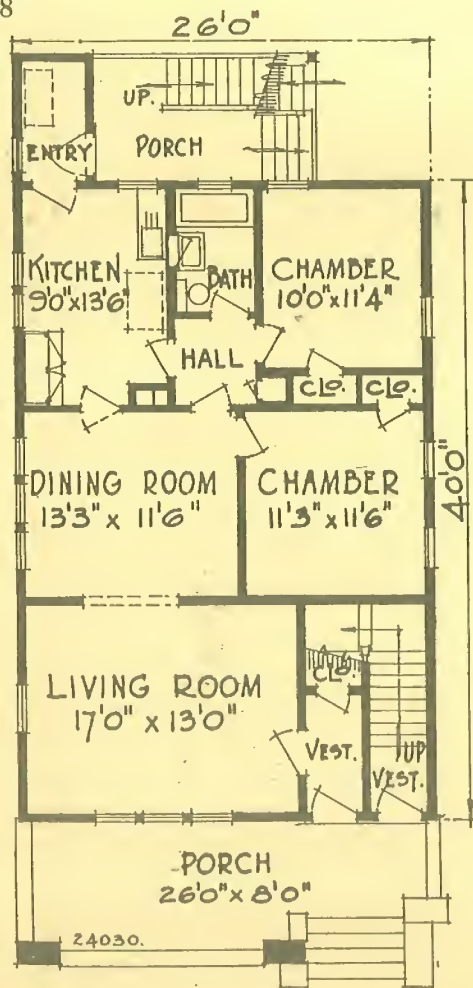 8
26'0"
UP.
ENTRY
PORCH
KITCHEN
9'0"x13'6"
BATH
CHAMBER
10'0"x11'4"
HALL
CLO.
CLO.
DINING ROOM
13'3" x 11'6"
CHAMBER
11'3"x11'6"
40'0"
LIVING ROOM
17'0" x 13'0"
CLO.
VEST.
UP
VEST.
PORCH
26'0"x 8'0"
24030.